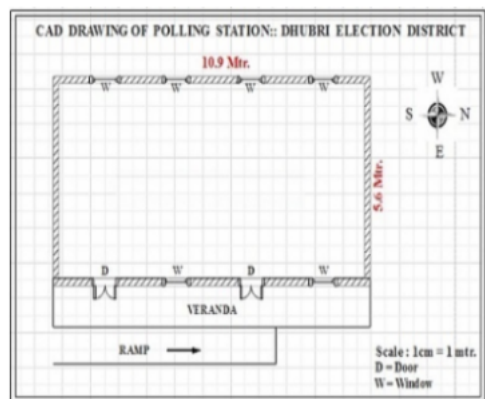 CAD DRAWING OF POLLING STATION:: DHUBRI ELECTION DISTRICT
10.9 Mtr.
W W W W
W
S N
E
5.6 Mtr.
D W D W
VERANDA
RAMP
Scale : 1cm = 1 mtr.
D = Door
W = Window